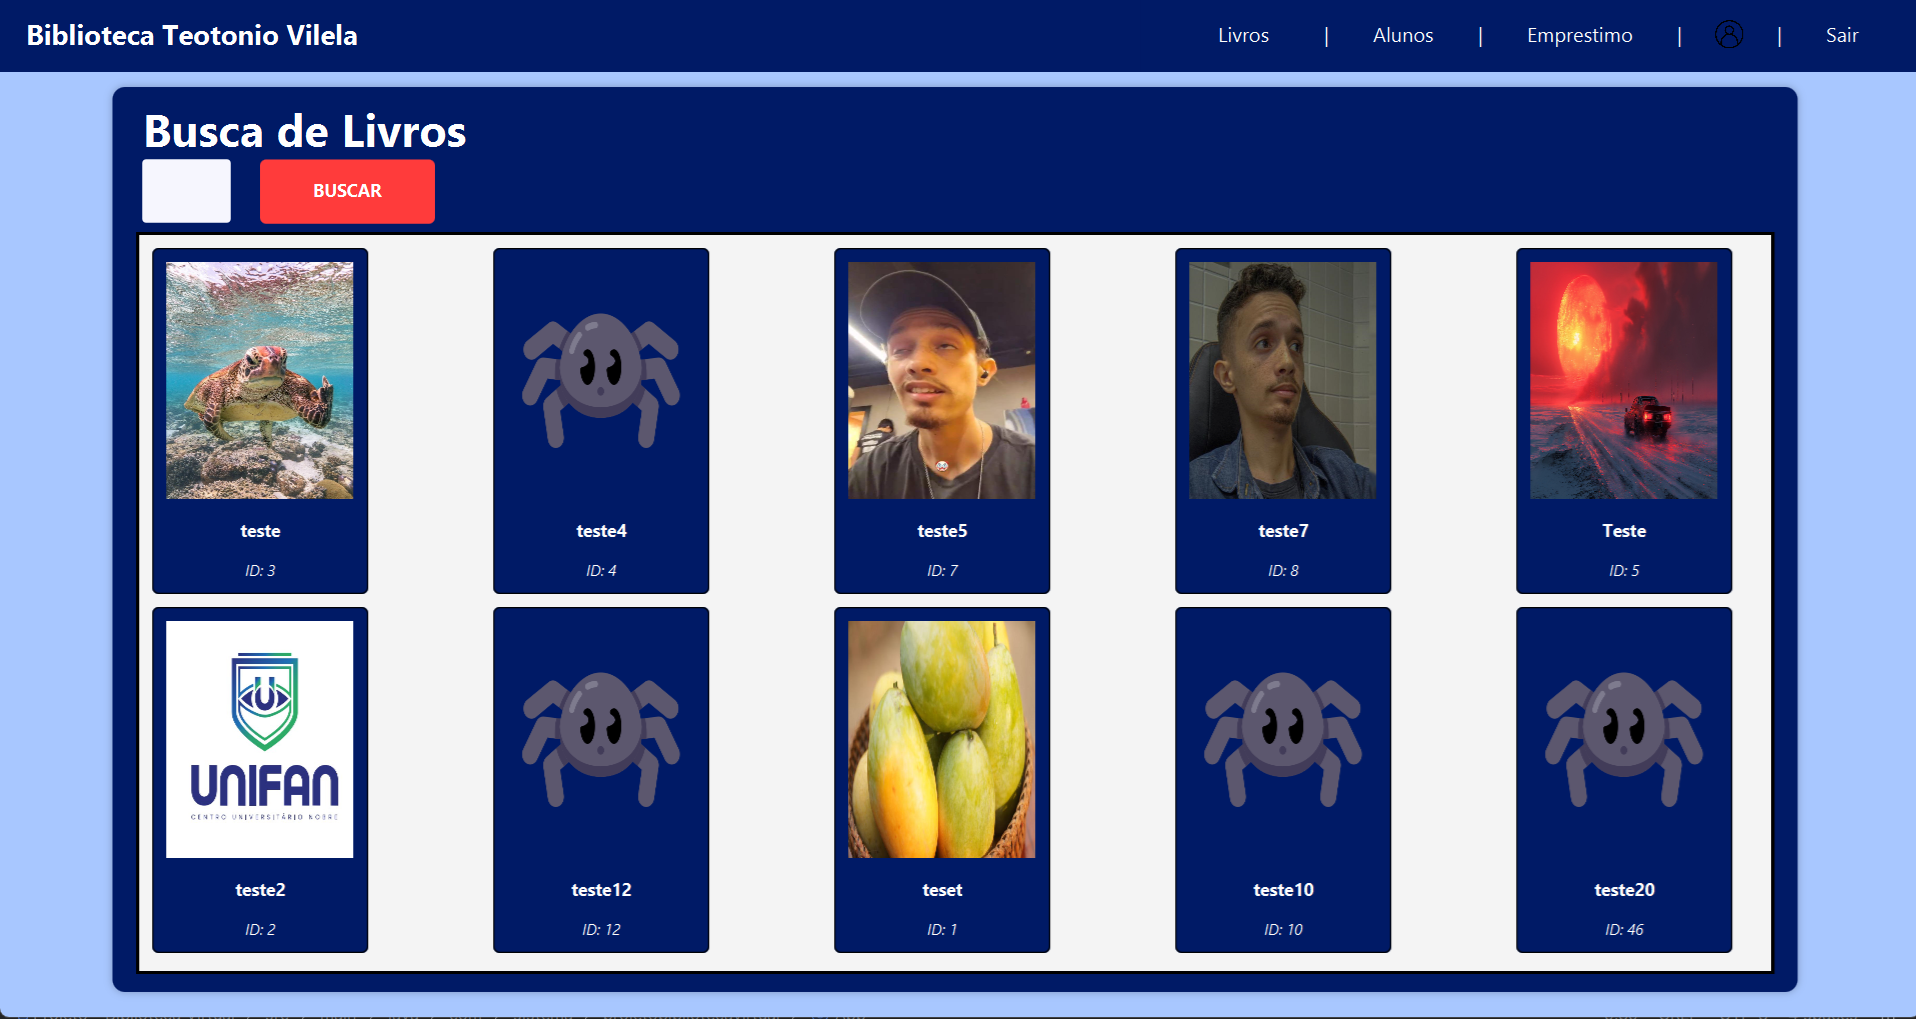 Biblioteca Teotonio Vilela
Livros | Alunos | Emprestimo | | Sair
Busca de Livros
BUSCAR
teste
ID: 3
teste4
ID: 4
teste5
ID: 7
teste7
ID: 8
Teste
ID: 5
UNIFAN
CENTRO UNIVERSITÁRIO NOBRE
teste2
ID: 2
teste12
ID: 12
teset
ID: 1
teste10
ID: 10
teste20
ID: 46